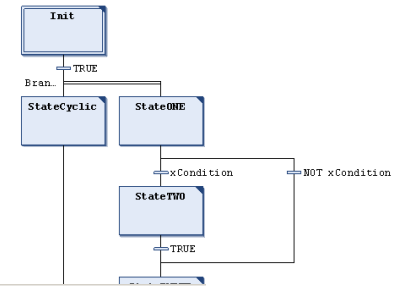 Init
TRUE
Bran...
StateCyclic
StateONE
xCondition
NOT xCondition
StateTWO
TRUE